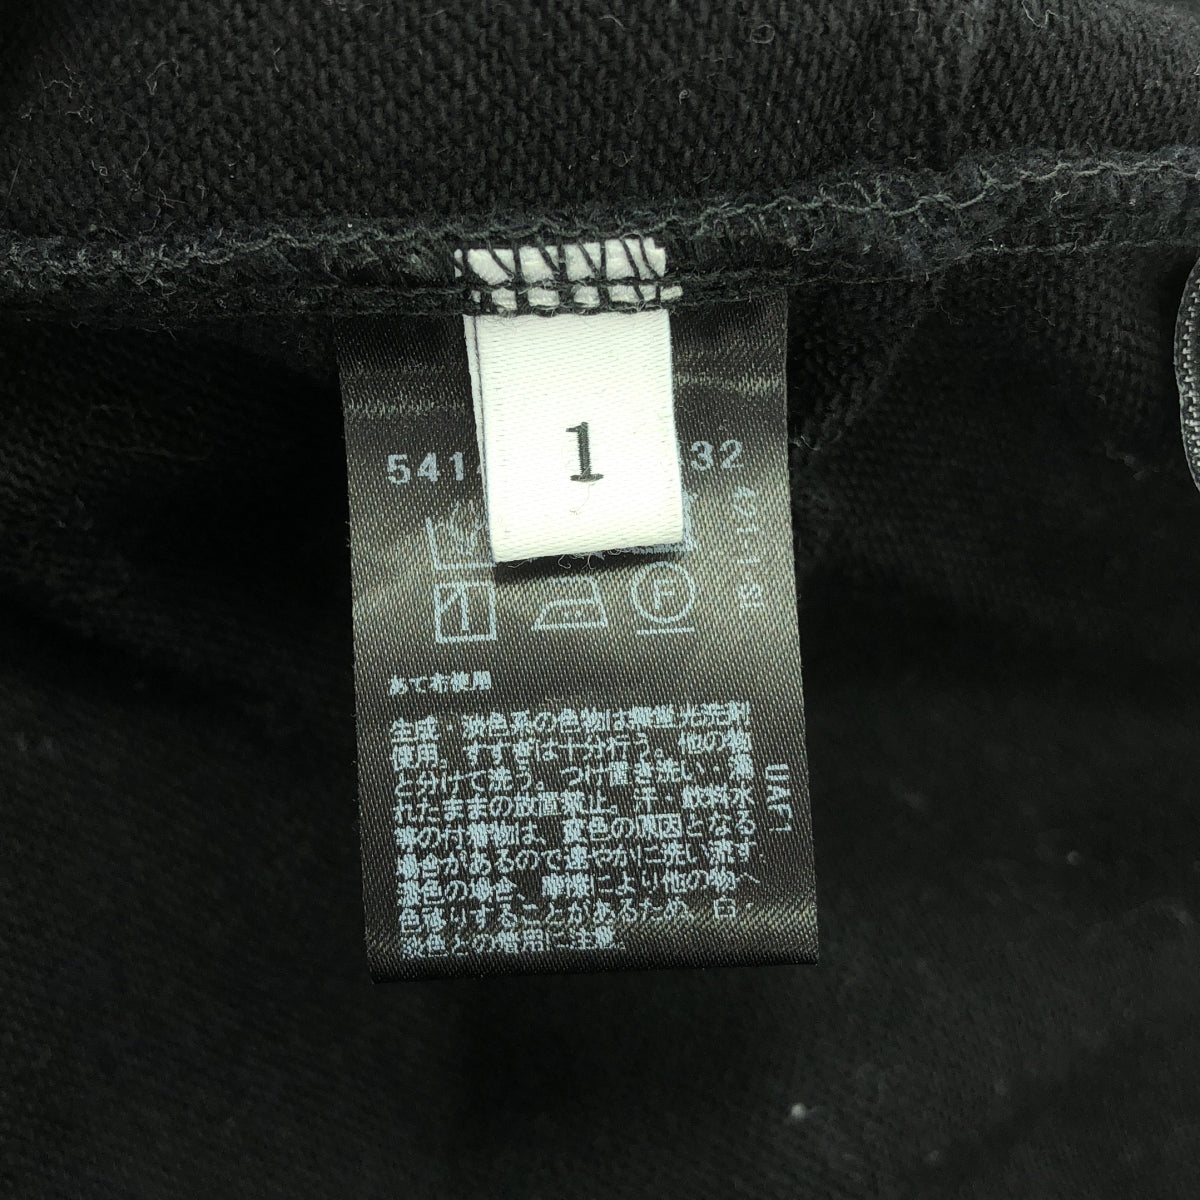 1
541 32
F
あて布使用
生成・淡色系の色物は無蛍光洗剤
使用。すすぎは十分行う。他の物
と分けて洗う。つけ置き洗い・濡
れたままの放置禁止。汗・飲料水
等の付着物は、変色の原因となる
場合があるので速やかに洗い流す。
濃色の場合、摩擦により他の物へ
色移りすることがあるため、白・
淡色との着用に注意。